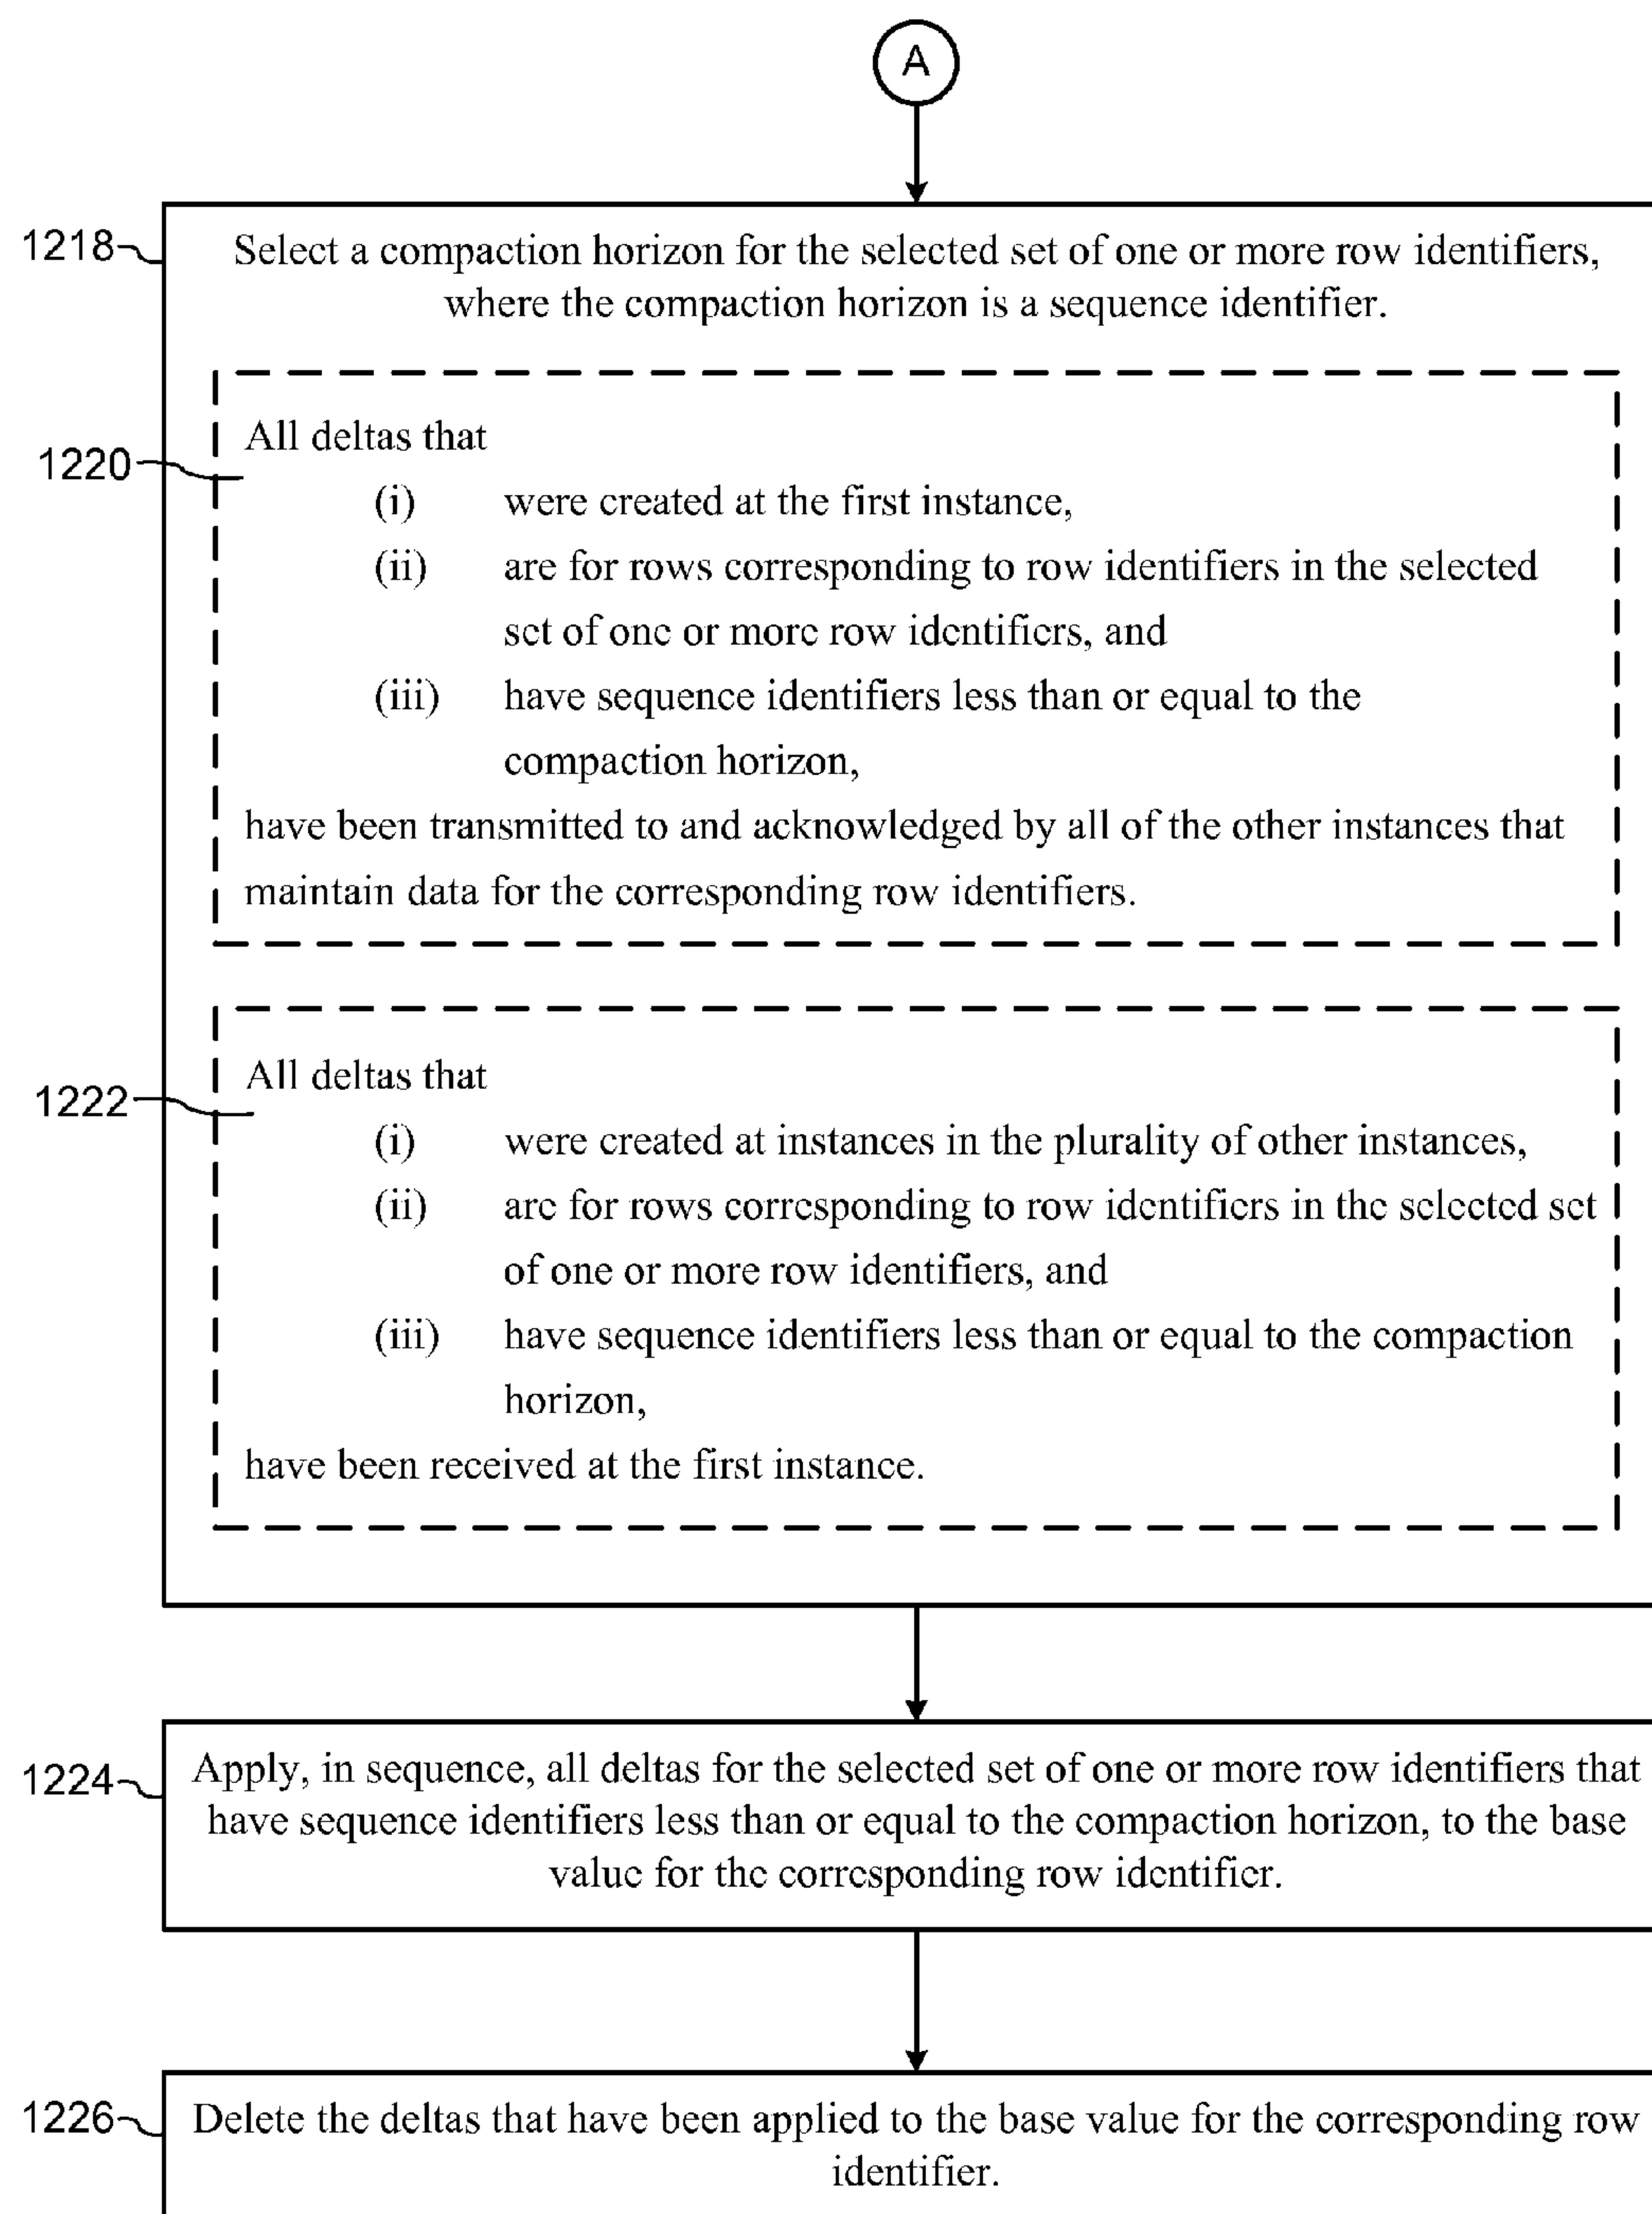 A
1218
Select a compaction horizon for the selected set of one or more row identifiers,
where the compaction horizon is a sequence identifier.
1220
All deltas that
(i) were created at the first instance,
(ii) are for rows corresponding to row identifiers in the selected
set of one or more row identifiers, and
(iii) have sequence identifiers less than or equal to the
compaction horizon,
have been transmitted to and acknowledged by all of the other instances that
maintain data for the corresponding row identifiers.
1222
All deltas that
(i) were created at instances in the plurality of other instances,
(ii) are for rows corresponding to row identifiers in the selected set
of one or more row identifiers, and
(iii) have sequence identifiers less than or equal to the compaction
horizon,
have been received at the first instance.
1224
Apply, in sequence, all deltas for the selected set of one or more row identifiers that
have sequence identifiers less than or equal to the compaction horizon, to the base
value for the corresponding row identifier.
1226
Delete the deltas that have been applied to the base value for the corresponding row
identifier.